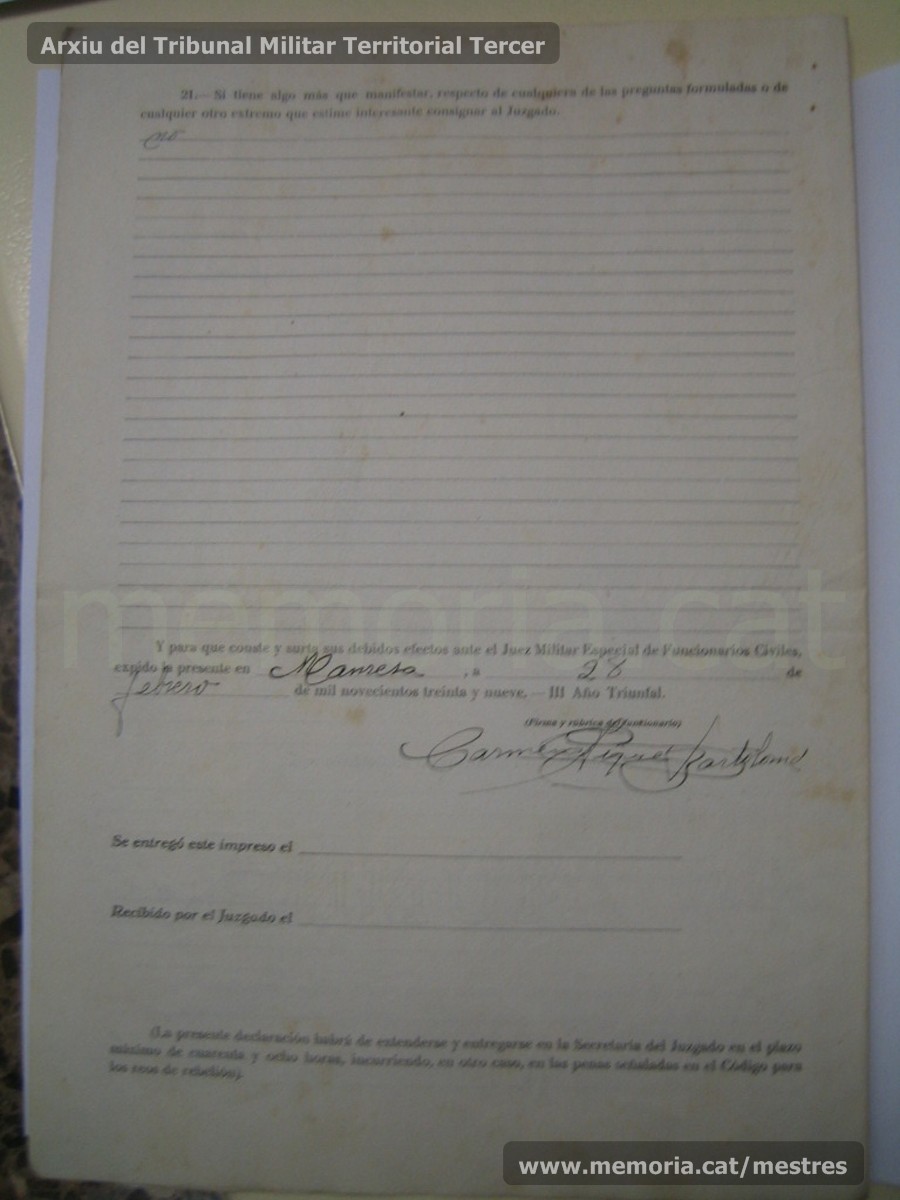 Arxiu del Tribunal Militar Territorial Tercer
21.— Si tiene algo más que manifestar, respecto de cualquiera de las preguntas formuladas o de
cualquier otro extremo que estime interesante consignar al Juzgado.
no
memoria.cat
Y para que conste y surta sus debidos efectos ante el Juez Militar Especial de Funcionarios Civiles,
expido la presente en Manresa, a 28 de
febrero de mil novecientos treinta y nueve.—III Año Triunfal.
(Firma y rúbrica del funcionario)
Carmen Piqué Bartolomé
Se entregó este impreso el
Recibido por el Juzgado el
(La presente declaración habrá de extenderse y entregarse en la Secretaría del Juzgado en el plazo
mínimo de cuarenta y ocho horas, incurriendo, en otro caso, en las penas señaladas en el Código para
los reos de rebelión).
www.memoria.cat/mestres